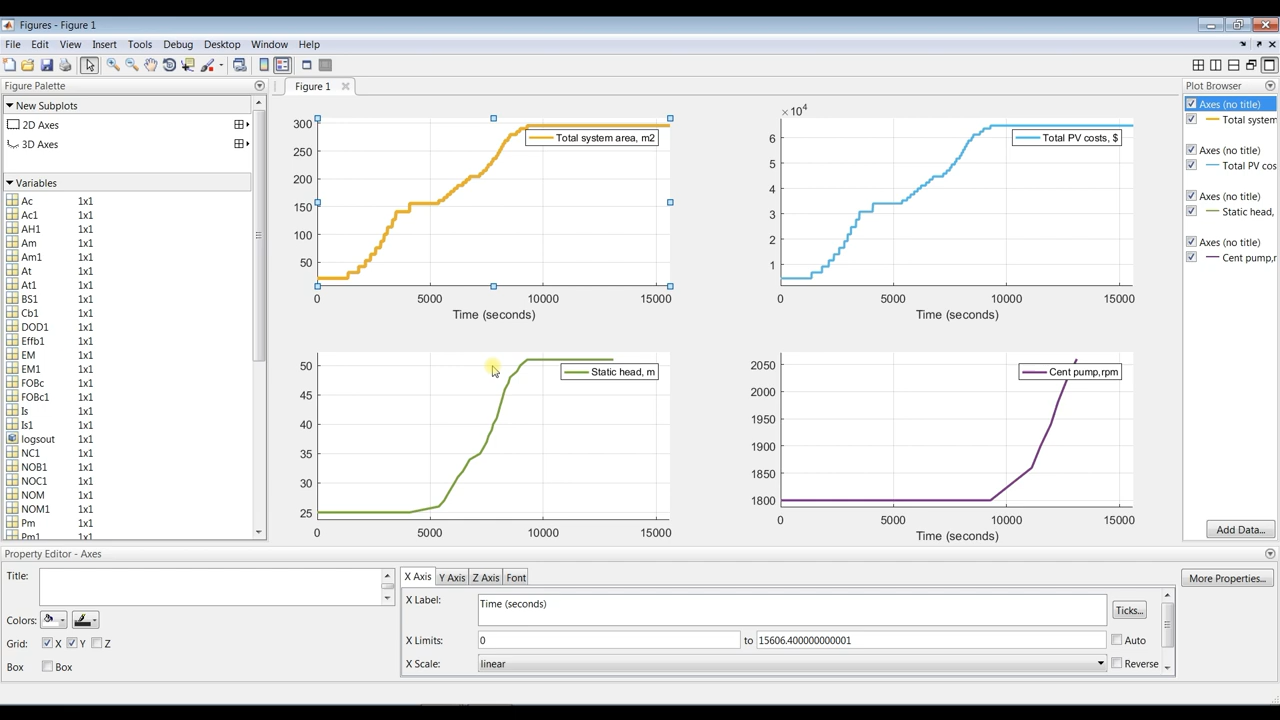 Figures - Figure 1
File Edit View Insert Tools Debug Desktop Window Help
Figure Palette
New Subplots
2D Axes
3D Axes
Variables
Ac 1x1
Ac1 1x1
AH1 1x1
Am 1x1
Am1 1x1
At 1x1
At1 1x1
BS1 1x1
Cb1 1x1
DOD1 1x1
Effb1 1x1
EM 1x1
EM1 1x1
FOBc 1x1
FOBc1 1x1
Is 1x1
Is1 1x1
logsout 1x1
NC1 1x1
NOB1 1x1
NOC1 1x1
NOM 1x1
NOM1 1x1
Pm 1x1
Pm1 1x1
Figure 1
300
200
150
100
50
Total system area, m2
0 5000 10000 15000
Time (seconds)
×10⁴
6
5
4
3
2
1
Total PV costs, $
0 5000 10000 15000
Time (seconds)
50
45
40
35
30
25
Static head, m
0 5000 10000 15000
2050
2000
1950
1900
1850
1800
Cent pump,rpm
0 5000 10000 15000
Time (seconds)
Plot Browser
Axes (no title)
Total system
Axes (no title)
Total PV cos
Axes (no title)
Static head,
Axes (no title)
Cent pump,r
Add Data...
Property Editor - Axes
Title:
Colors:
Grid: X Y Z
Box Box
X Axis Y Axis Z Axis Font
X Label: Time (seconds)
Ticks...
X Limits: 0 to 15606.400000000001 Auto
X Scale: linear Reverse
More Properties...